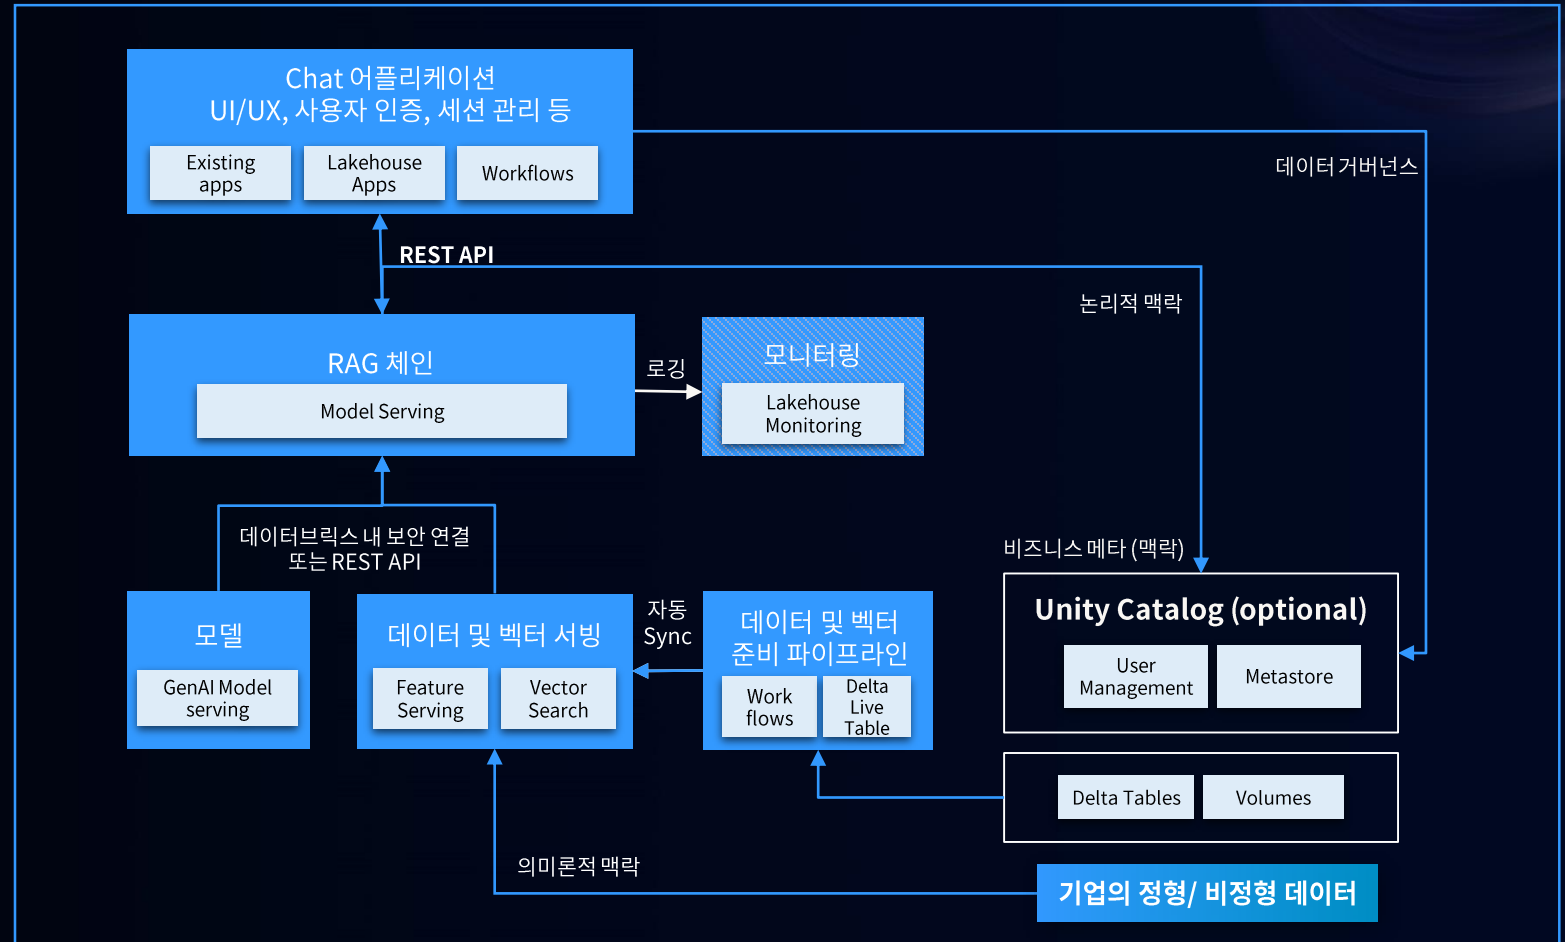 Chat 어플리케이션
UI/UX, 사용자 인증, 세션 관리 등
Existing
apps
Lakehouse
Apps
Workflows
데이터 거버넌스
REST API
논리적 맥락
RAG 체인
Model Serving
로깅
모니터링
Lakehouse
Monitoring
데이터브릭스 내 보안 연결
또는 REST API
비즈니스 메타 (맥락)
Unity Catalog (optional)
User
Management
Metastore
모델
GenAI Model
serving
데이터 및 벡터 서빙
Feature
Serving
Vector
Search
자동
Sync
데이터 및 벡터
준비 파이프라인
Work
flows
Delta
Live
Table
Delta Tables
Volumes
의미론적 맥락
기업의 정형/ 비정형 데이터